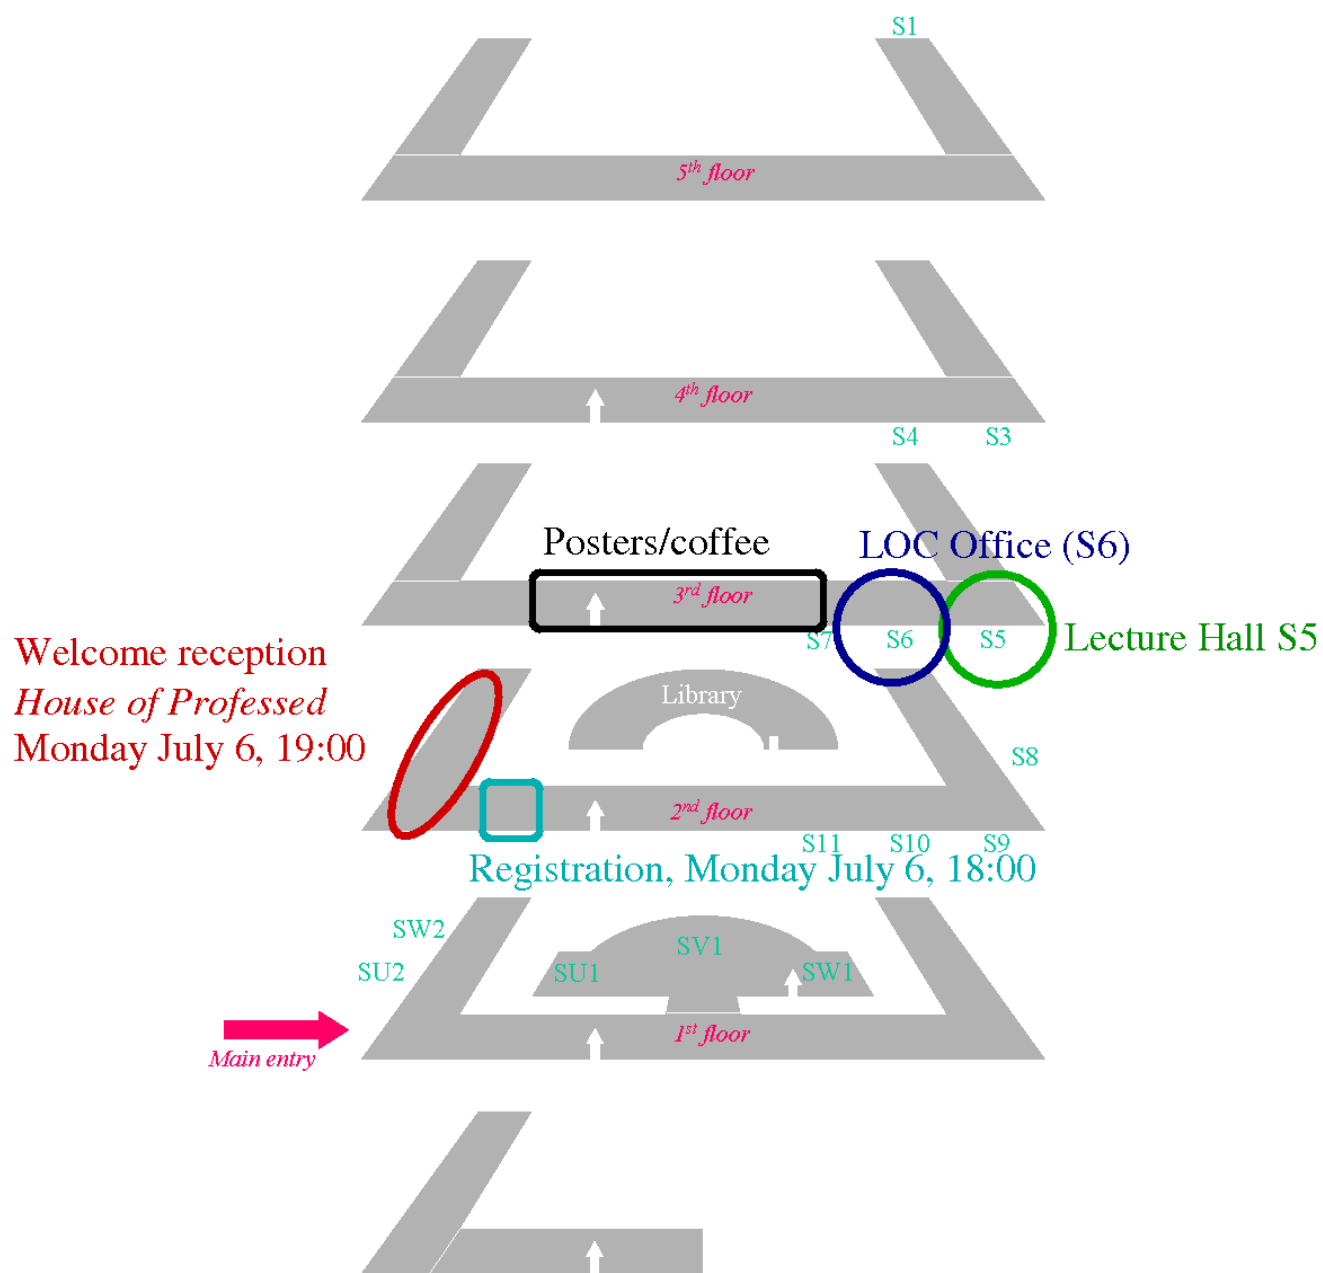 S1
5th floor
4th floor
S4 S3
Posters/coffee
LOC Office (S6)
3rd floor
S7 S6 S5
Lecture Hall S5
Welcome reception
House of Professed
Monday July 6, 19:00
Library
S8
2nd floor
S11 S10 S9
Registration, Monday July 6, 18:00
SW2
SV1
SU2
SU1
SW1
1st floor
Main entry